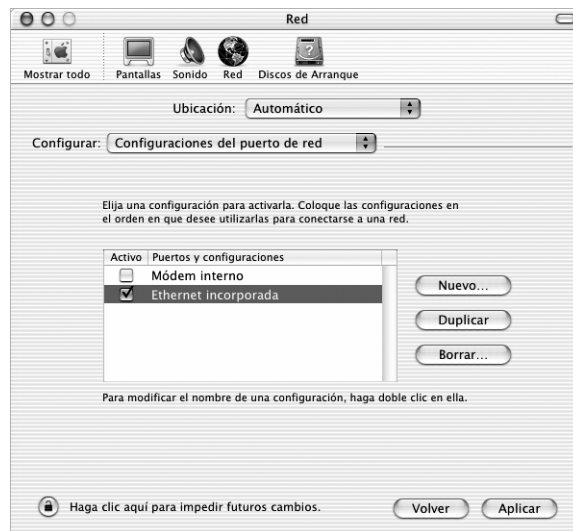 Red
Mostrar todo Pantallas Sonido Red Discos de Arranque
Ubicación: Automático
Configurar: Configuraciones del puerto de red
Elija una configuración para activarla. Coloque las configuraciones en
el orden en que desee utilizarlas para conectarse a una red.
Activo Puertos y configuraciones
Módem interno
Ethernet incorporada
Nuevo...
Duplicar
Borrar...
Para modificar el nombre de una configuración, haga doble clic en ella.
Haga clic aquí para impedir futuros cambios.
Volver Aplicar